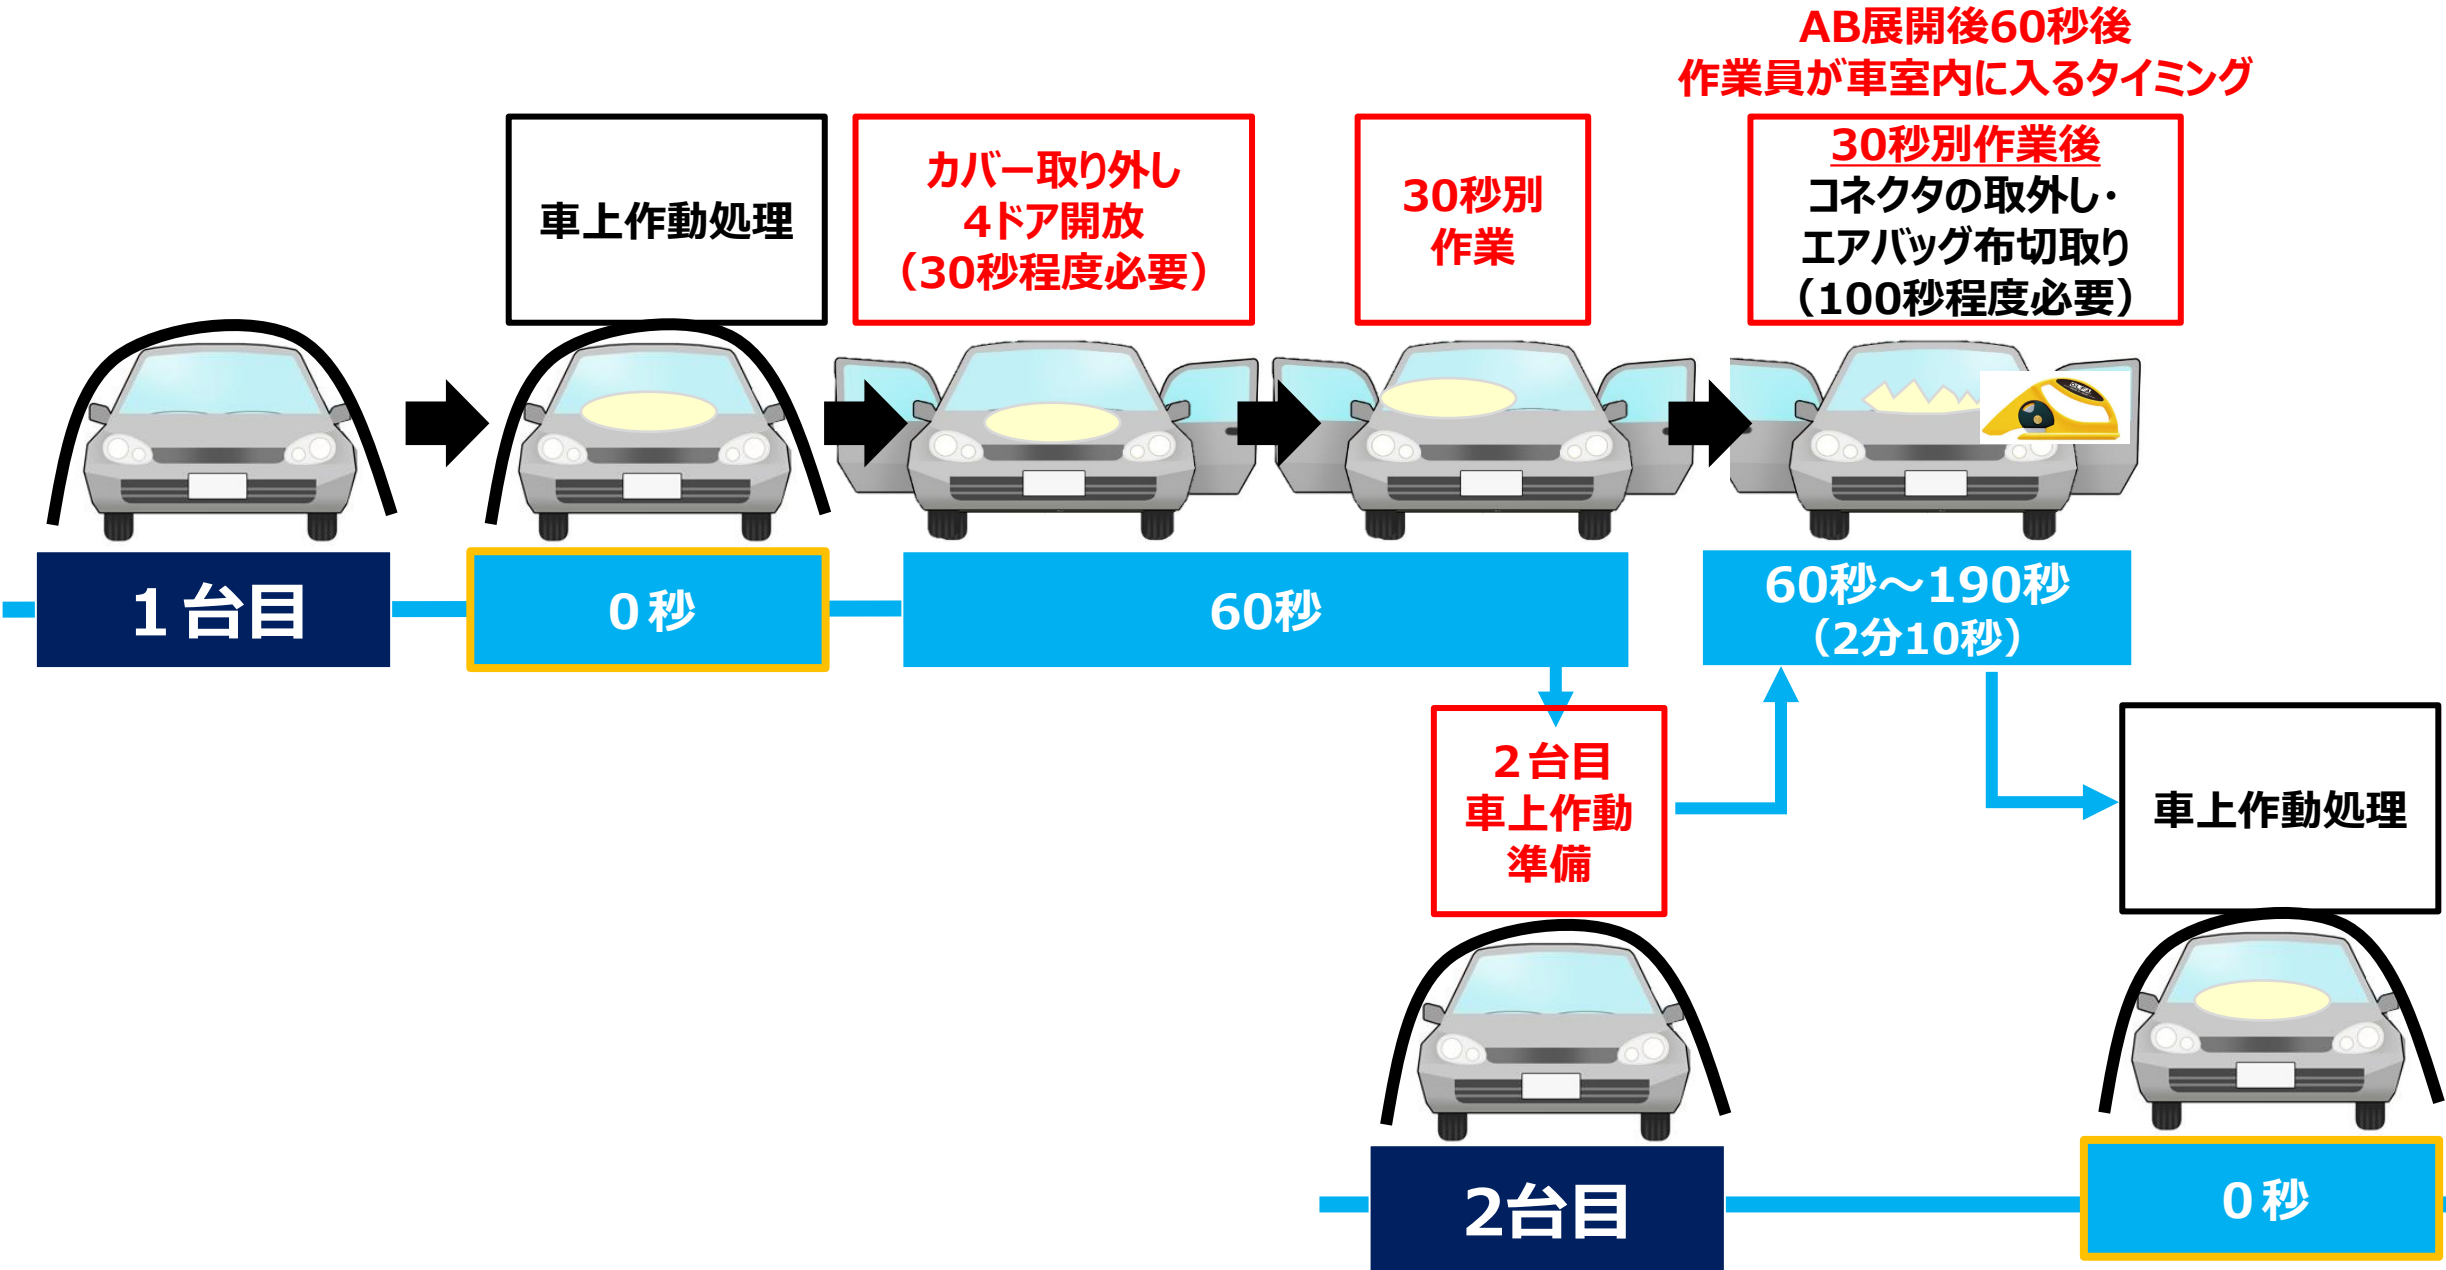 AB展開後60秒後
作業員が車室内に入るタイミング
車上作動処理
カバー取り外し
4ドア開放
（30秒程度必要）
30秒別
作業
30秒別作業後
コネクタの取外し・
エアバッグ布切取り
（100秒程度必要）
１台目
０秒
60秒
60秒～190秒
（2分10秒）
２台目
車上作動
準備
車上作動処理
2台目
０秒